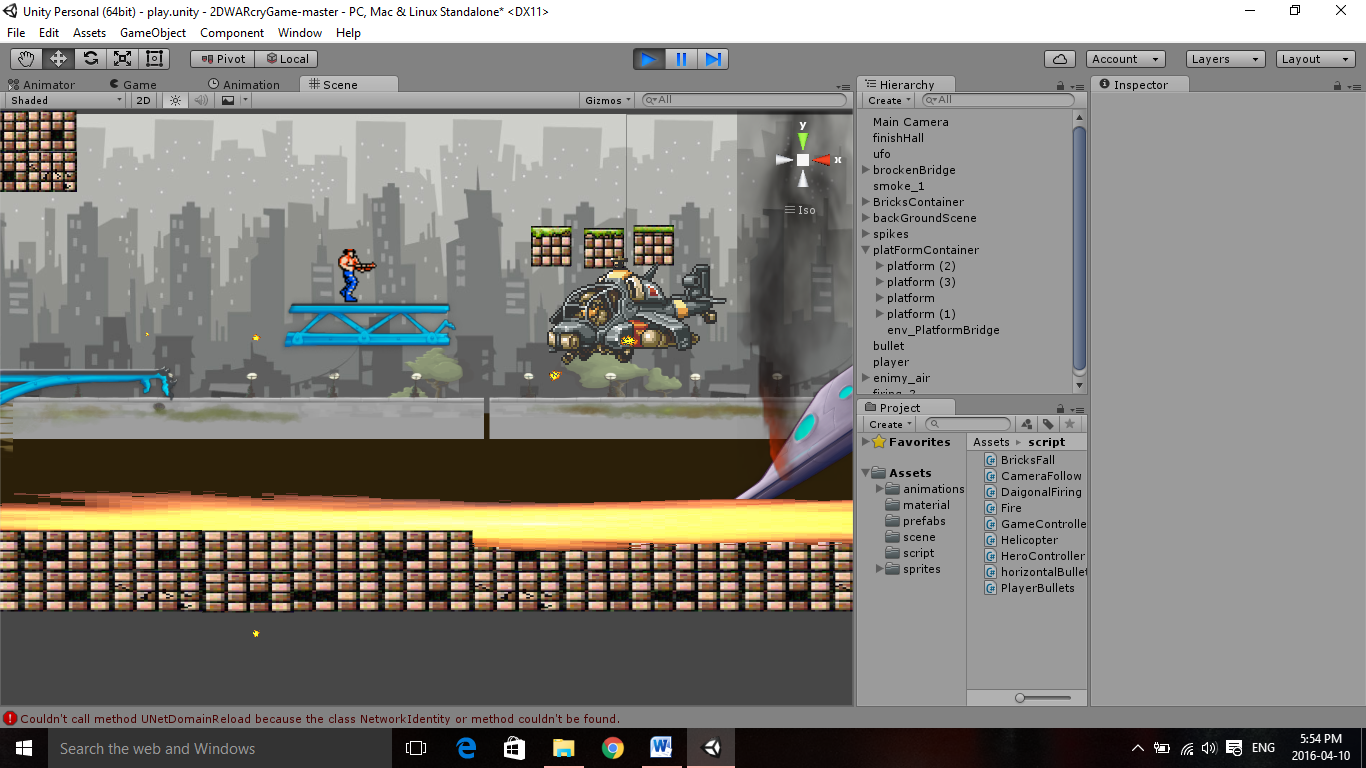 Unity Personal (64bit) - play.unity - 2DWARcryGame-master - PC, Mac & Linux Standalone* <DX11>
File Edit Assets GameObject Component Window Help
Pivot Local Account Layers Layout
Animator Game Animation Scene Hierarchy Inspector
Shaded 2D Gizmos All Create All
Main Camera
finishHall
ufo
brockenBridge
smoke_1
BricksContainer
backGroundScene
spikes
platFormContainer
platform (2)
platform (3)
platform
platform (1)
env_PlatformBridge
bullet
player
enimy_air
y
x
Iso
Project
Create
Favorites
Assets
animations
material
prefabs
scene
script
sprites
Assets script
BricksFall
CameraFollow
DaigonalFiring
Fire
GameControlle
Helicopter
HeroController
horizontalBullet
PlayerBullets
Couldn't call method UNetDomainReload because the class NetworkIdentity or method couldn't be found.
Search the web and Windows
ENG
5:54 PM
2016-04-10